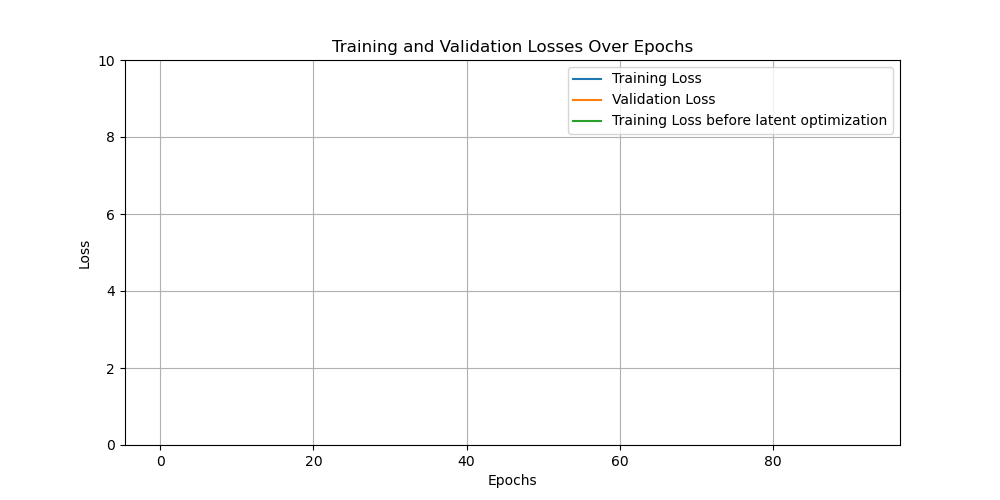 Training and Validation Losses Over Epochs
Training Loss
Validation Loss
Training Loss before latent optimization
Loss
10
8
6
4
2
0
0 20 40 60 80
Epochs